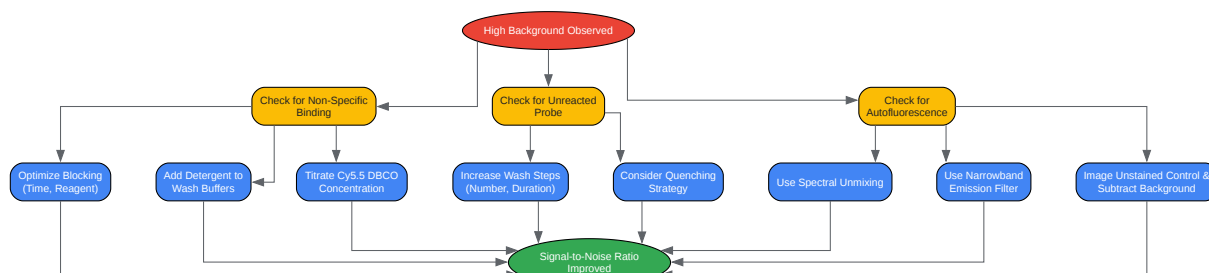 High Background Observed
Check for Non-Specific
Binding
Check for Unreacted
Probe
Check for
Autofluorescence
Optimize Blocking
(Time, Reagent)
Add Detergent to
Wash Buffers
Titrate Cy5.5 DBCO
Concentration
Increase Wash Steps
(Number, Duration)
Consider Quenching
Strategy
Use Spectral Unmixing
Use Narrowband
Emission Filter
Image Unstained Control &
Subtract Background
Signal-to-Noise Ratio
Improved